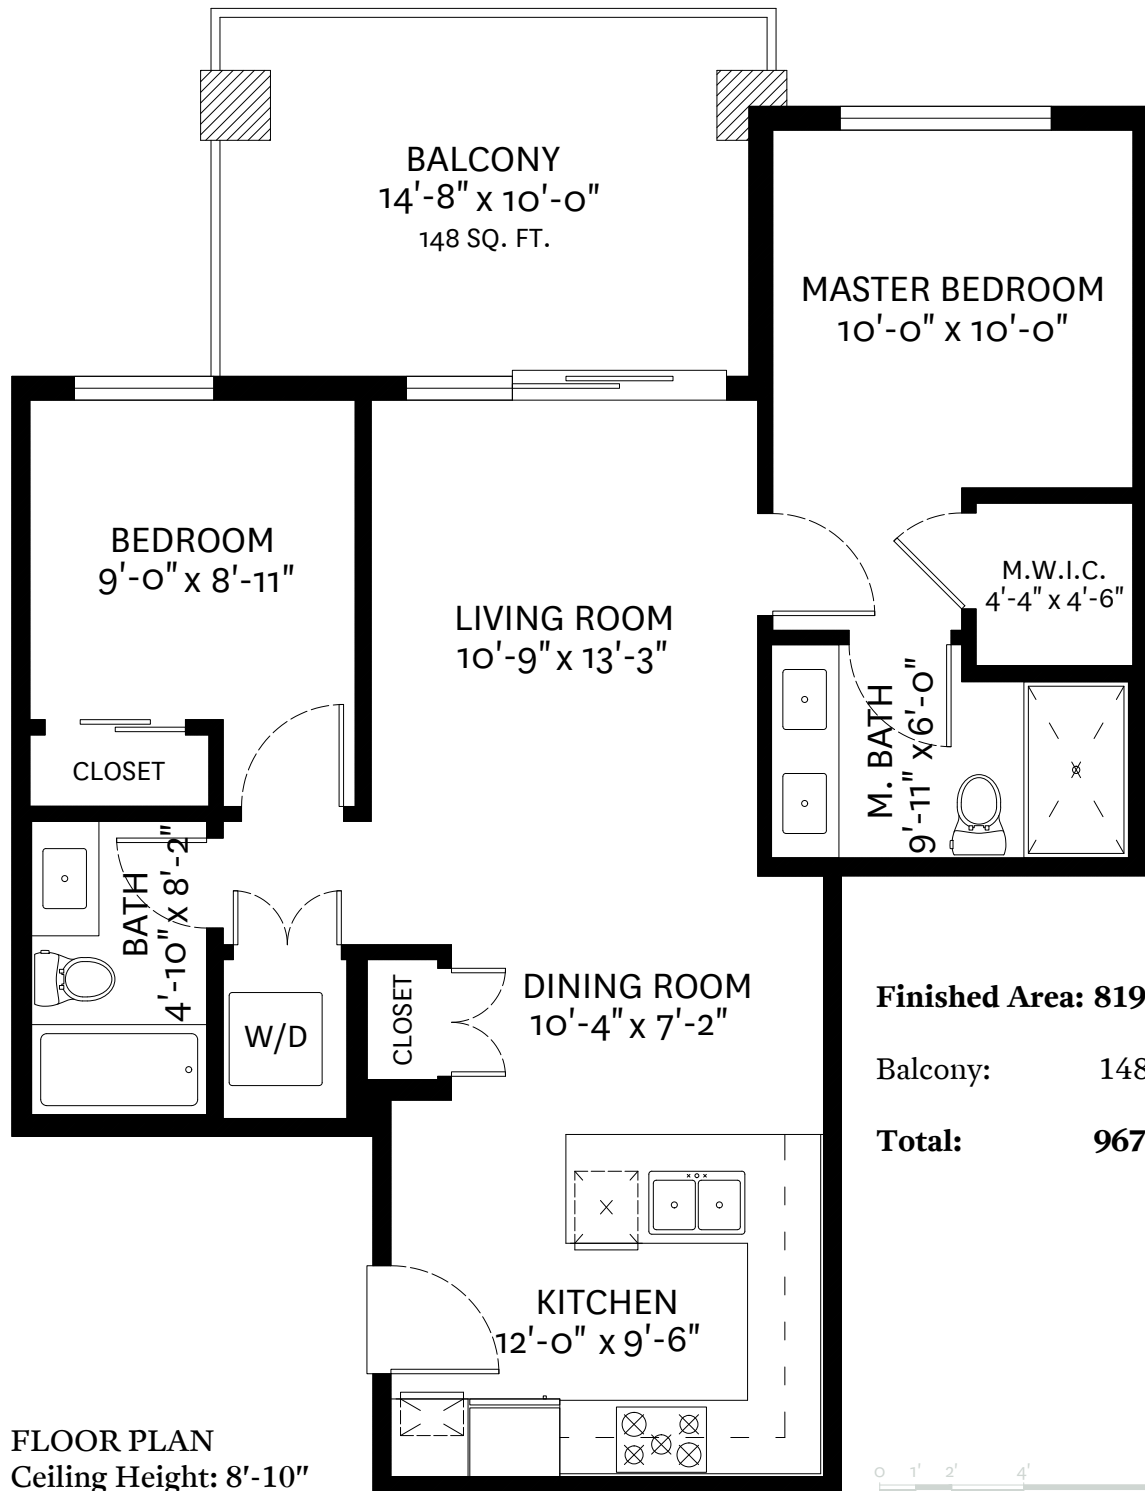 BALCONY
14'-8" x 10'-0"
148 SQ. FT.
MASTER BEDROOM
10'-0" x 10'-0"
BEDROOM
9'-0" x 8'-11"
M.W.I.C.
4'-4" x 4'-6"
LIVING ROOM
10'-9" x 13'-3"
M. BATH
9'-11" x 6'-0"
CLOSET
BATH
4'-10" x 8'-2"
W/D
CLOSET
DINING ROOM
10'-4" x 7'-2"
Finished Area: 819
Balcony: 148
Total: 967
KITCHEN
12'-0" x 9'-6"
FLOOR PLAN
Ceiling Height: 8'-10"
0 1' 2' 4'